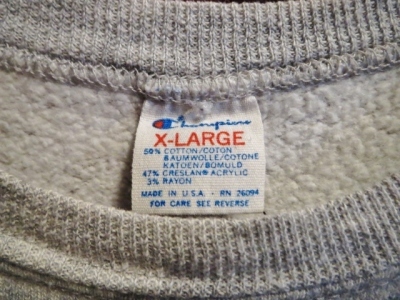 Champion
X-LARGE
50% COTTON/COTON
BAUMWOLLE/COTONE
KATOEN/BOMULD
47% CRESLAN® ACRYLIC
3% RAYON
MADE IN U.S.A. - RN 26094
FOR CARE SEE REVERSE